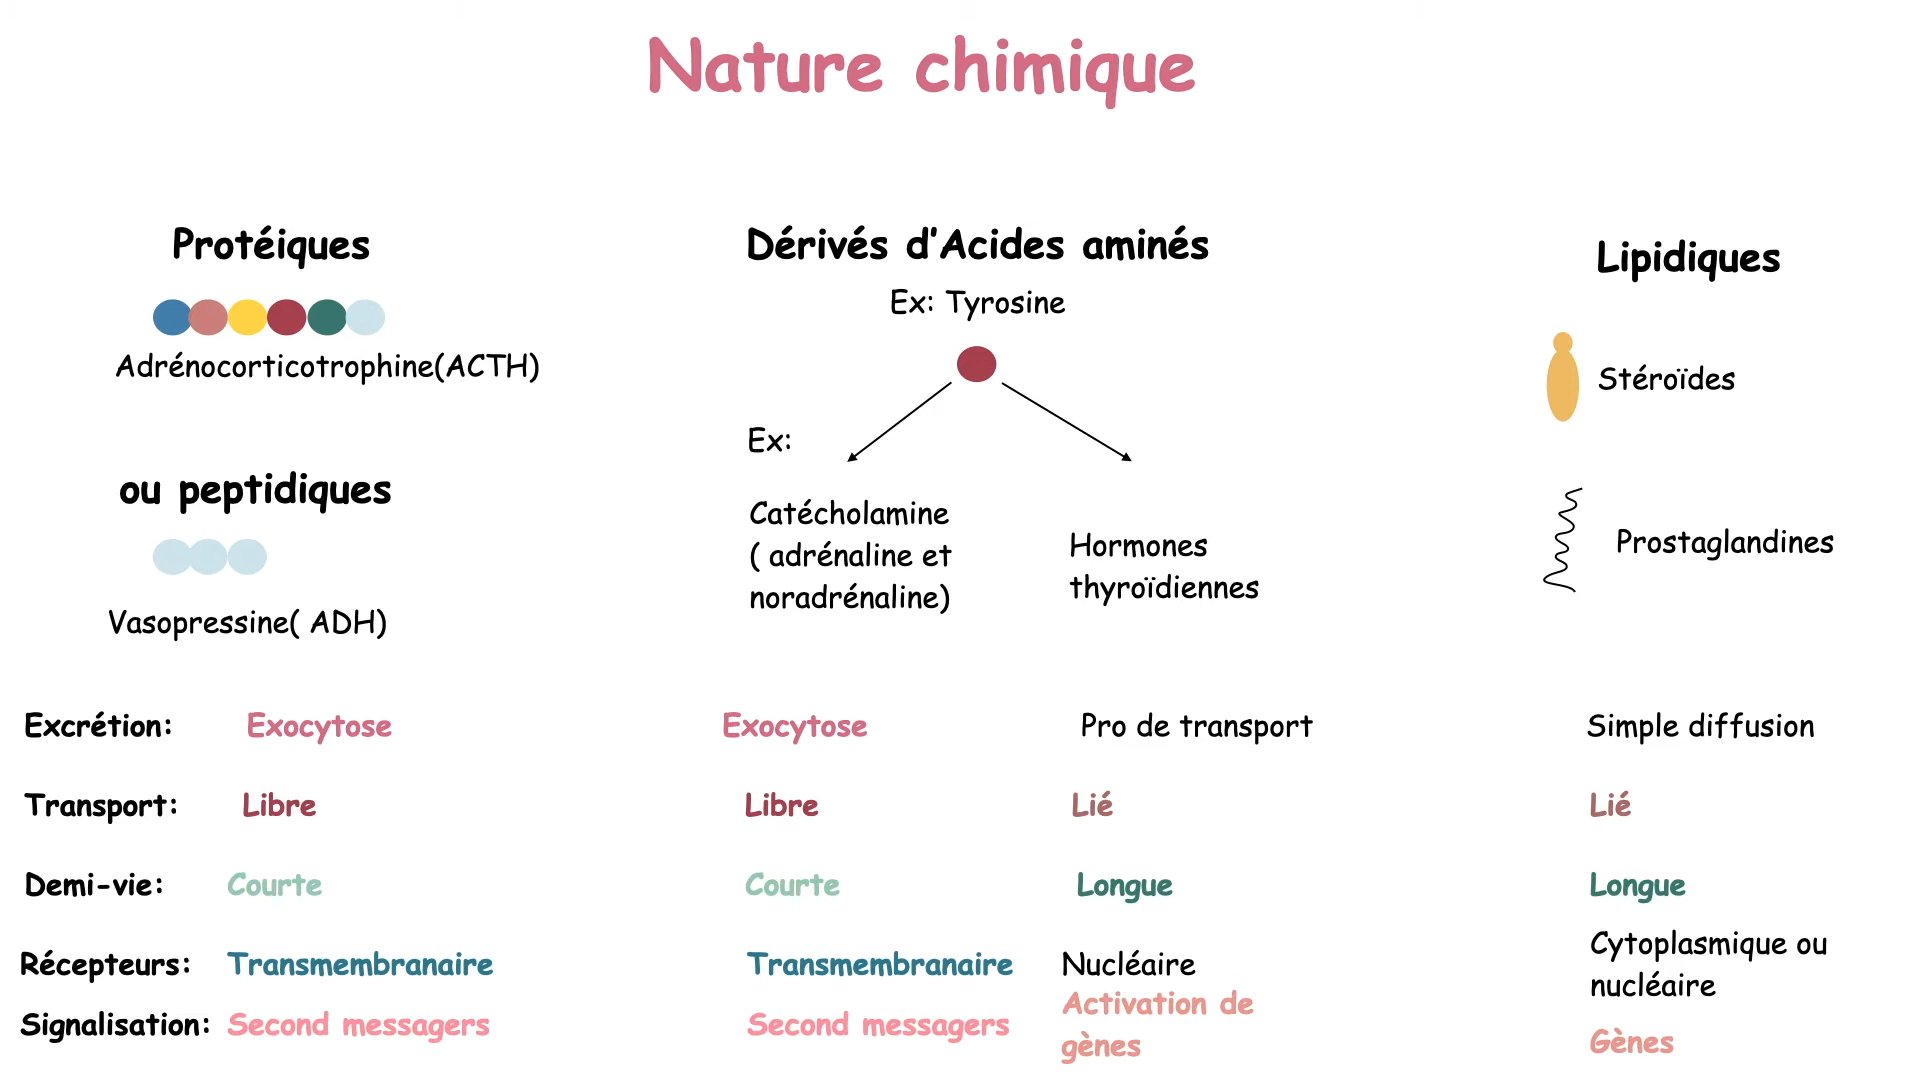 Nature chimique
Protéiques
Adrénocorticotrophine(ACTH)
ou peptidiques
Vasopressine( ADH)
Dérivés d’Acides aminés
Ex: Tyrosine
Ex:
Catécholamine
( adrénaline et
noradrénaline)
Hormones
thyroïdiennes
Lipidiques
Stéroïdes
Prostaglandines
Excrétion: Exocytose Exocytose Pro de transport Simple diffusion
Transport: Libre Libre Lié Lié
Demi-vie: Courte Courte Longue Longue
Récepteurs: Transmembranaire Transmembranaire Nucléaire Cytoplasmique ou
nucléaire
Signalisation: Second messagers Second messagers Activation de
gènes
Gènes